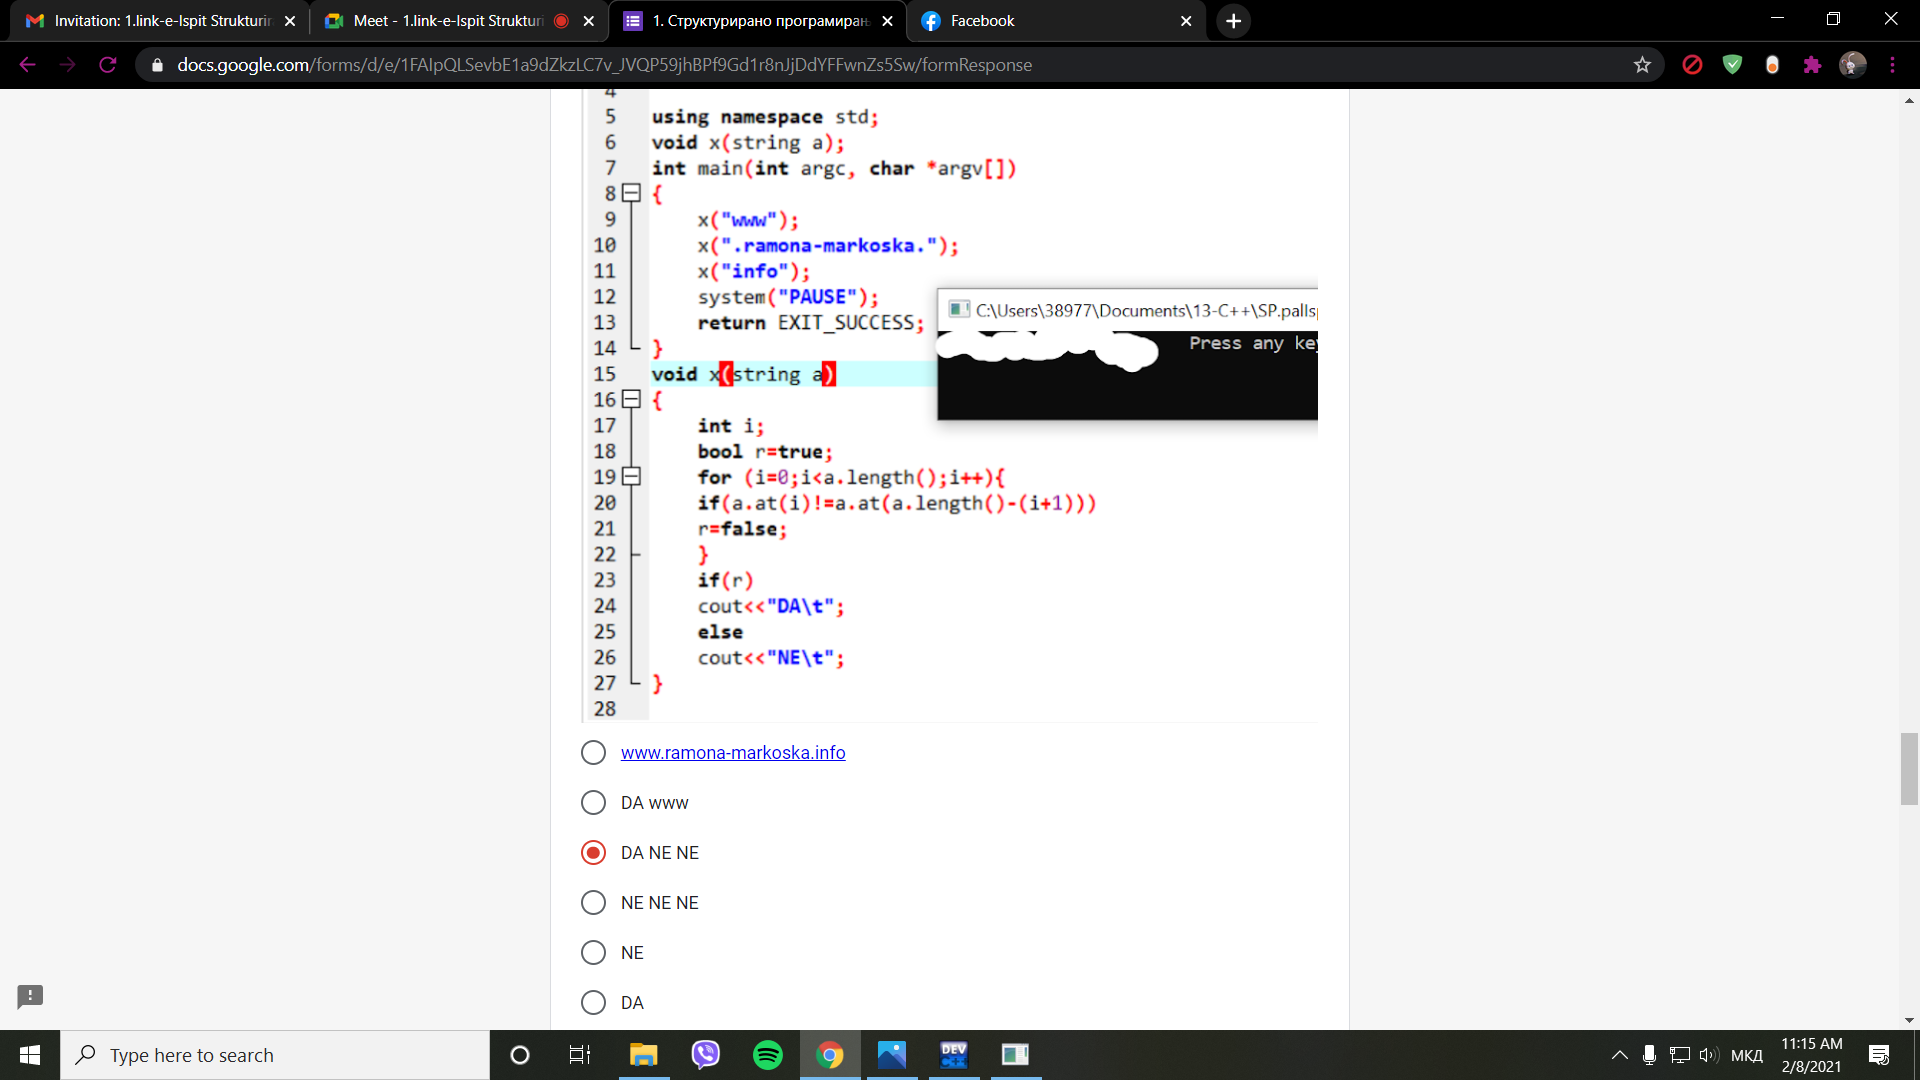 Invitation: 1.link-e-Ispit Strukturi
Meet - 1.link-e-Ispit Strukturi
1. Структурирано програмирањ
Facebook
docs.google.com/forms/d/e/1FAIpQLSevbE1a9dZkzLC7v_JVQP59jhBPf9Gd1r8nJjDdYFFwnZs5Sw/formResponse
4
5 using namespace std;
6 void x(string a);
7 int main(int argc, char *argv[])
8 {
9 x("www");
10 x(".ramona-markoska.");
11 x("info");
12 system("PAUSE");
13 return EXIT_SUCCESS;
C:\Users\38977\Documents\13-C++\SP.palls
Press any key
14 }
15 void x(string a)
16 {
17 int i;
18 bool r=true;
19 for (i=0;i<a.length();i++){
20 if(a.at(i)!=a.at(a.length()-(i+1)))
21 r=false;
22 }
23 if(r)
24 cout<<"DA\t";
25 else
26 cout<<"NE\t";
27 }
28
www.ramona-markoska.info
DA www
DA NE NE
NE NE NE
NE
DA
Type here to search
DEV C++
МКД
11:15 AM
2/8/2021